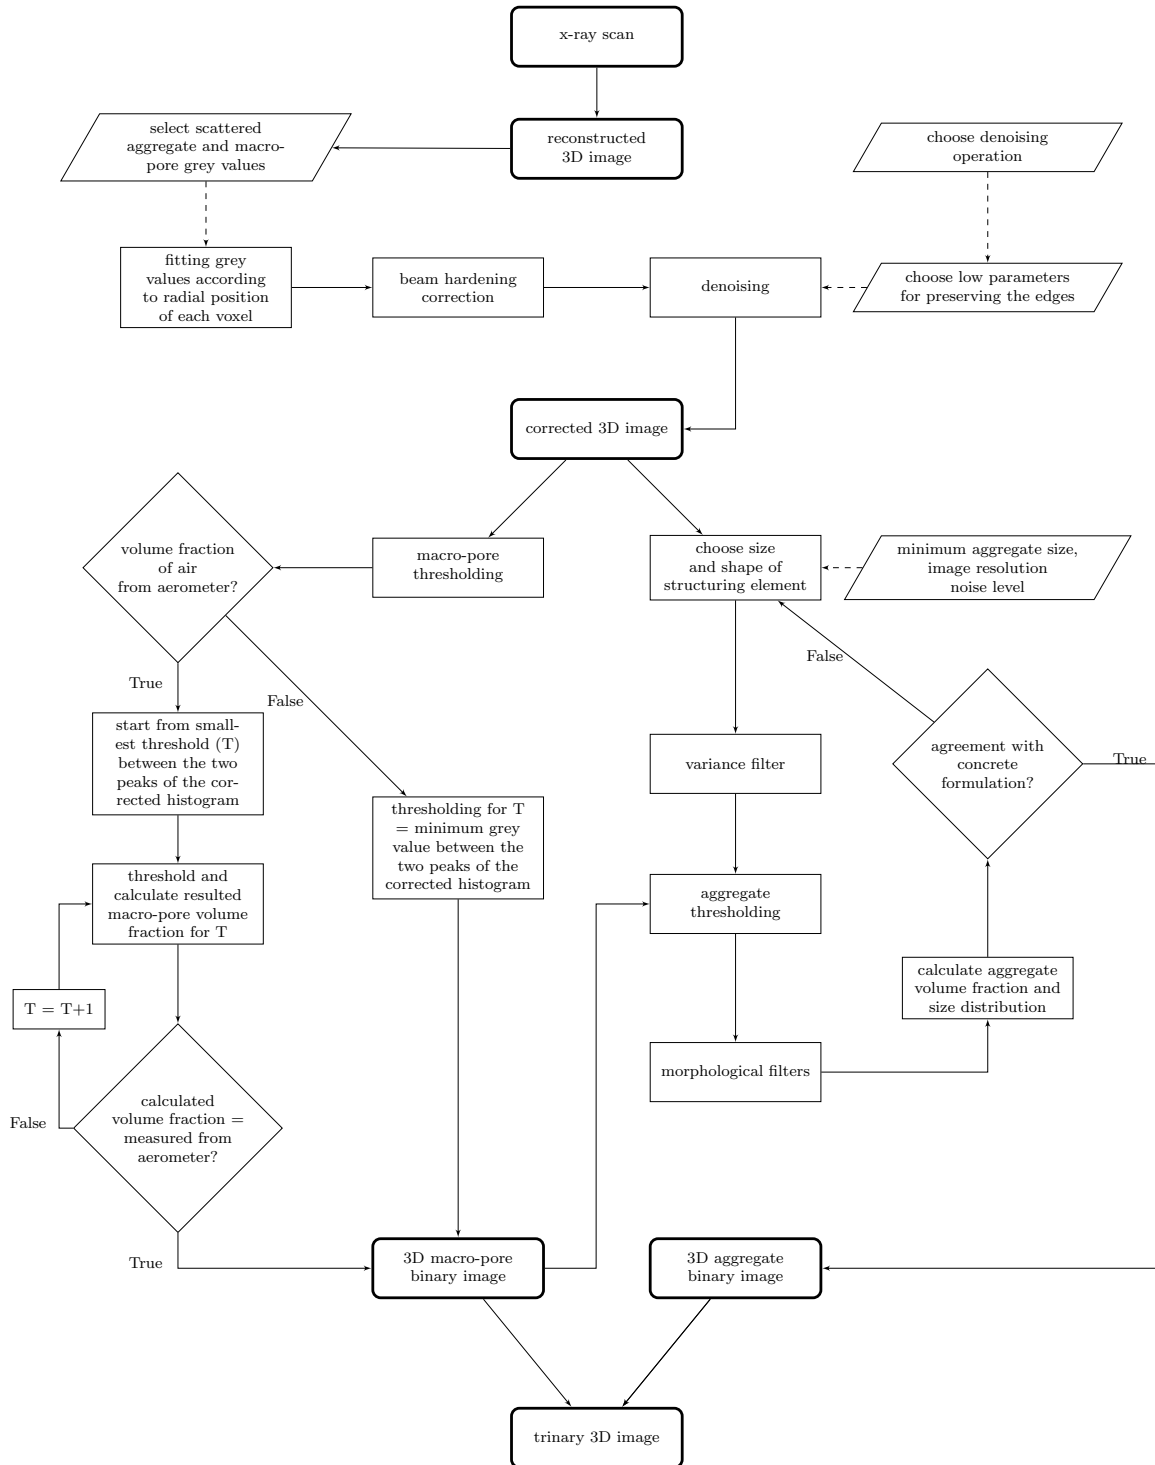 x-ray scan
reconstructed
3D image
select scattered
aggregate and macro-
pore grey values
choose denoising
operation
fitting grey
values according
to radial position
of each voxel
beam hardening
correction
denoising
choose low parameters
for preserving the edges
corrected 3D image
volume fraction
of air
from aerometer?
macro-pore
thresholding
choose size
and shape of
structuring element
minimum aggregate size,
image resolution
noise level
True
False
False
start from small-
est threshold (T)
between the two
peaks of the cor-
rected histogram
variance filter
agreement with
concrete
formulation?
True
thresholding for T
= minimum grey
value between the
two peaks of the
corrected histogram
threshold and
calculate resulted
macro-pore volume
fraction for T
aggregate
thresholding
T = T+1
calculate aggregate
volume fraction and
size distribution
morphological filters
calculated
volume fraction =
measured from
aerometer?
False
True
3D macro-pore
binary image
3D aggregate
binary image
trinary 3D image